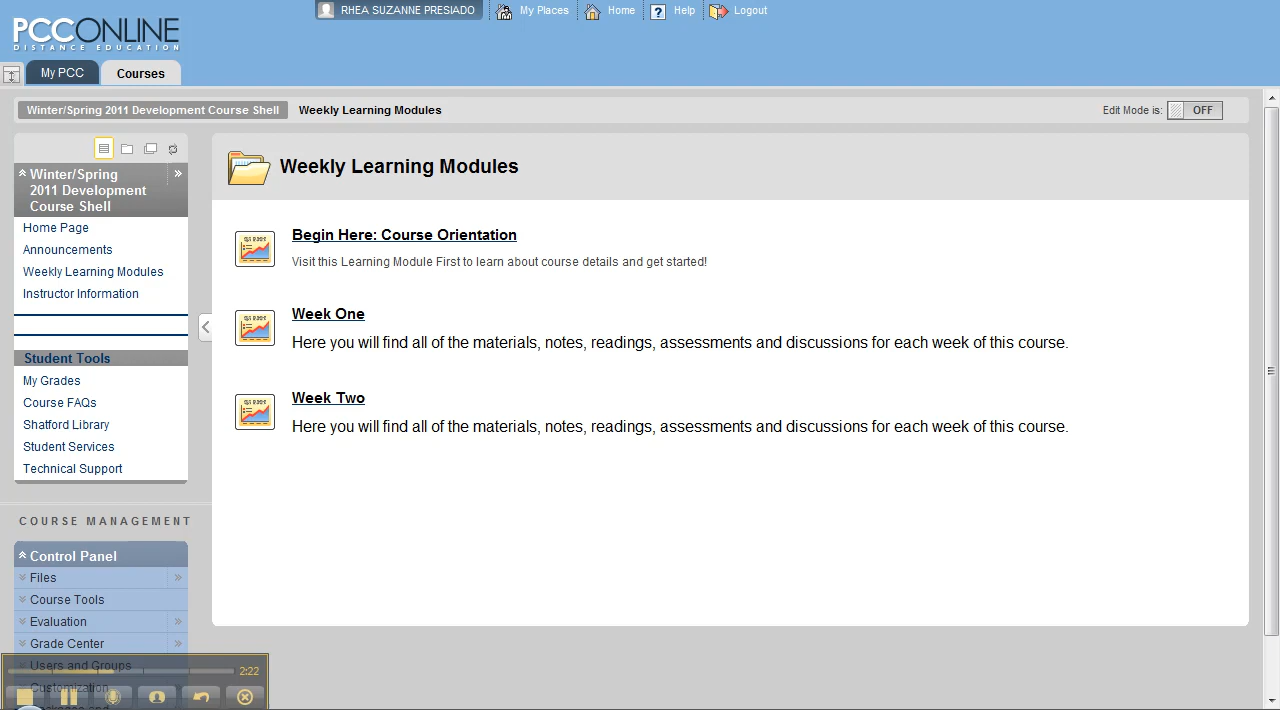 RHEA SUZANNE PRESIADO
My Places
Home
Help
Logout
PCCONLINE
DISTANCE EDUCATION
My PCC
Courses
Winter/Spring 2011 Development Course Shell
Weekly Learning Modules
Edit Mode is:
OFF
Winter/Spring
2011 Development
Course Shell
Home Page
Announcements
Weekly Learning Modules
Instructor Information
Student Tools
My Grades
Course FAQs
Shatford Library
Student Services
Technical Support
COURSE MANAGEMENT
Control Panel
Files
Course Tools
Evaluation
Grade Center
Users and Groups
Customization
2:22
Weekly Learning Modules
Begin Here: Course Orientation
Visit this Learning Module First to learn about course details and get started!
Week One
Here you will find all of the materials, notes, readings, assessments and discussions for each week of this course.
Week Two
Here you will find all of the materials, notes, readings, assessments and discussions for each week of this course.